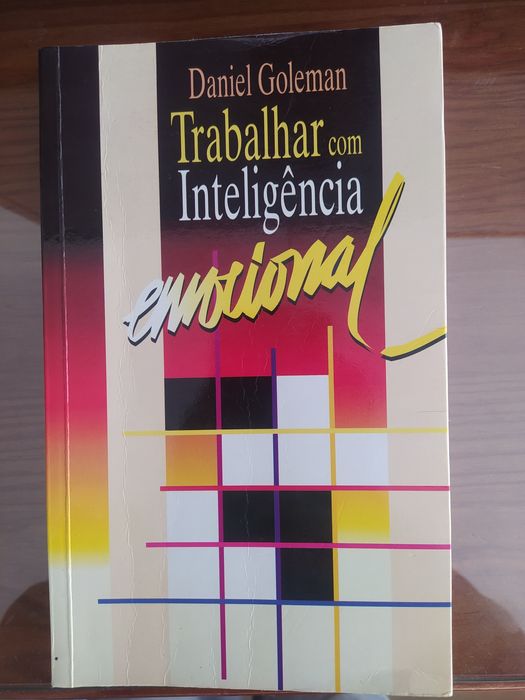 Daniel Goleman
Trabalhar com
Inteligência
emocional